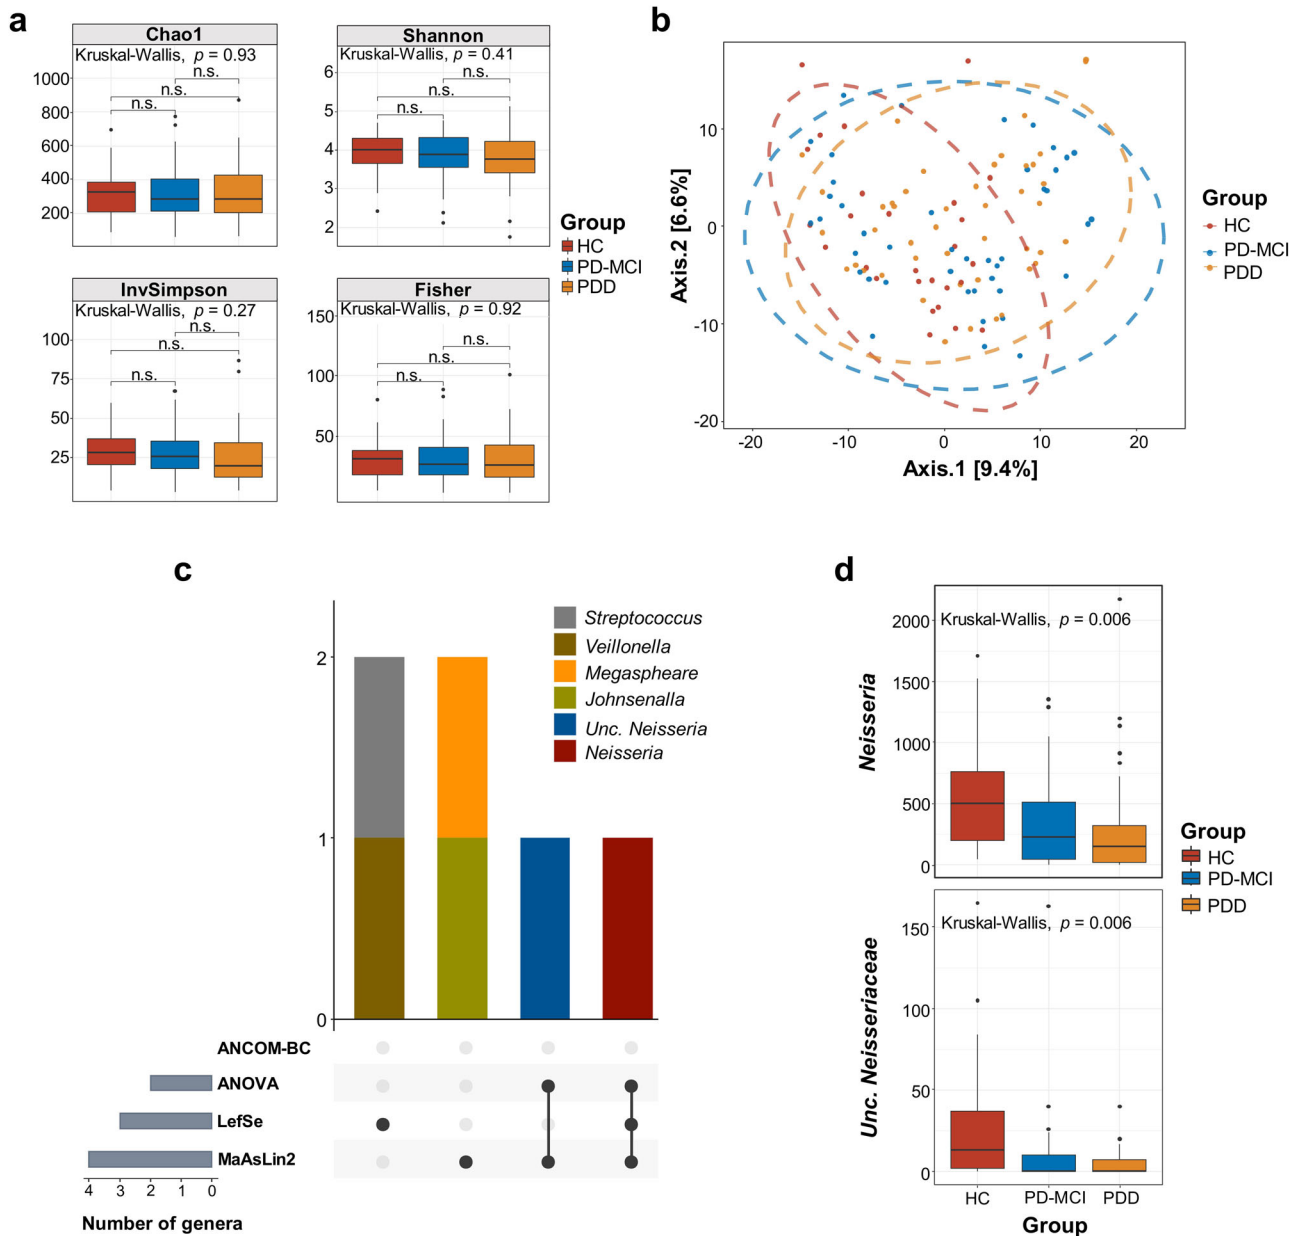 a
Chao1
Kruskal-Wallis, p = 0.93
n.s.
n.s.
n.s.
1000
800
600
400
200
Shannon
Kruskal-Wallis, p = 0.41
n.s.
n.s.
n.s.
6
5
4
3
2
InvSimpson
Kruskal-Wallis, p = 0.27
n.s.
n.s.
n.s.
100
75
50
25
Fisher
Kruskal-Wallis, p = 0.92
n.s.
n.s.
n.s.
150
100
50
Group
HC
PD-MCI
PDD
b
Axis.2 [6.6%]
10
0
-10
-20
-20
-10
0
10
20
Axis.1 [9.4%]
Group
HC
PD-MCI
PDD
c
2
1
0
Streptococcus
Veillonella
Megaspheare
Johnsenalla
Unc. Neisseria
Neisseria
ANCOM-BC
ANOVA
LefSe
MaAsLin2
4
3
2
1
0
Number of genera
d
Neisseria
Kruskal-Wallis, p = 0.006
2000
1500
1000
500
0
Unc. Neisseriaceae
Kruskal-Wallis, p = 0.006
150
100
50
0
HC
PD-MCI
PDD
Group
Group
HC
PD-MCI
PDD